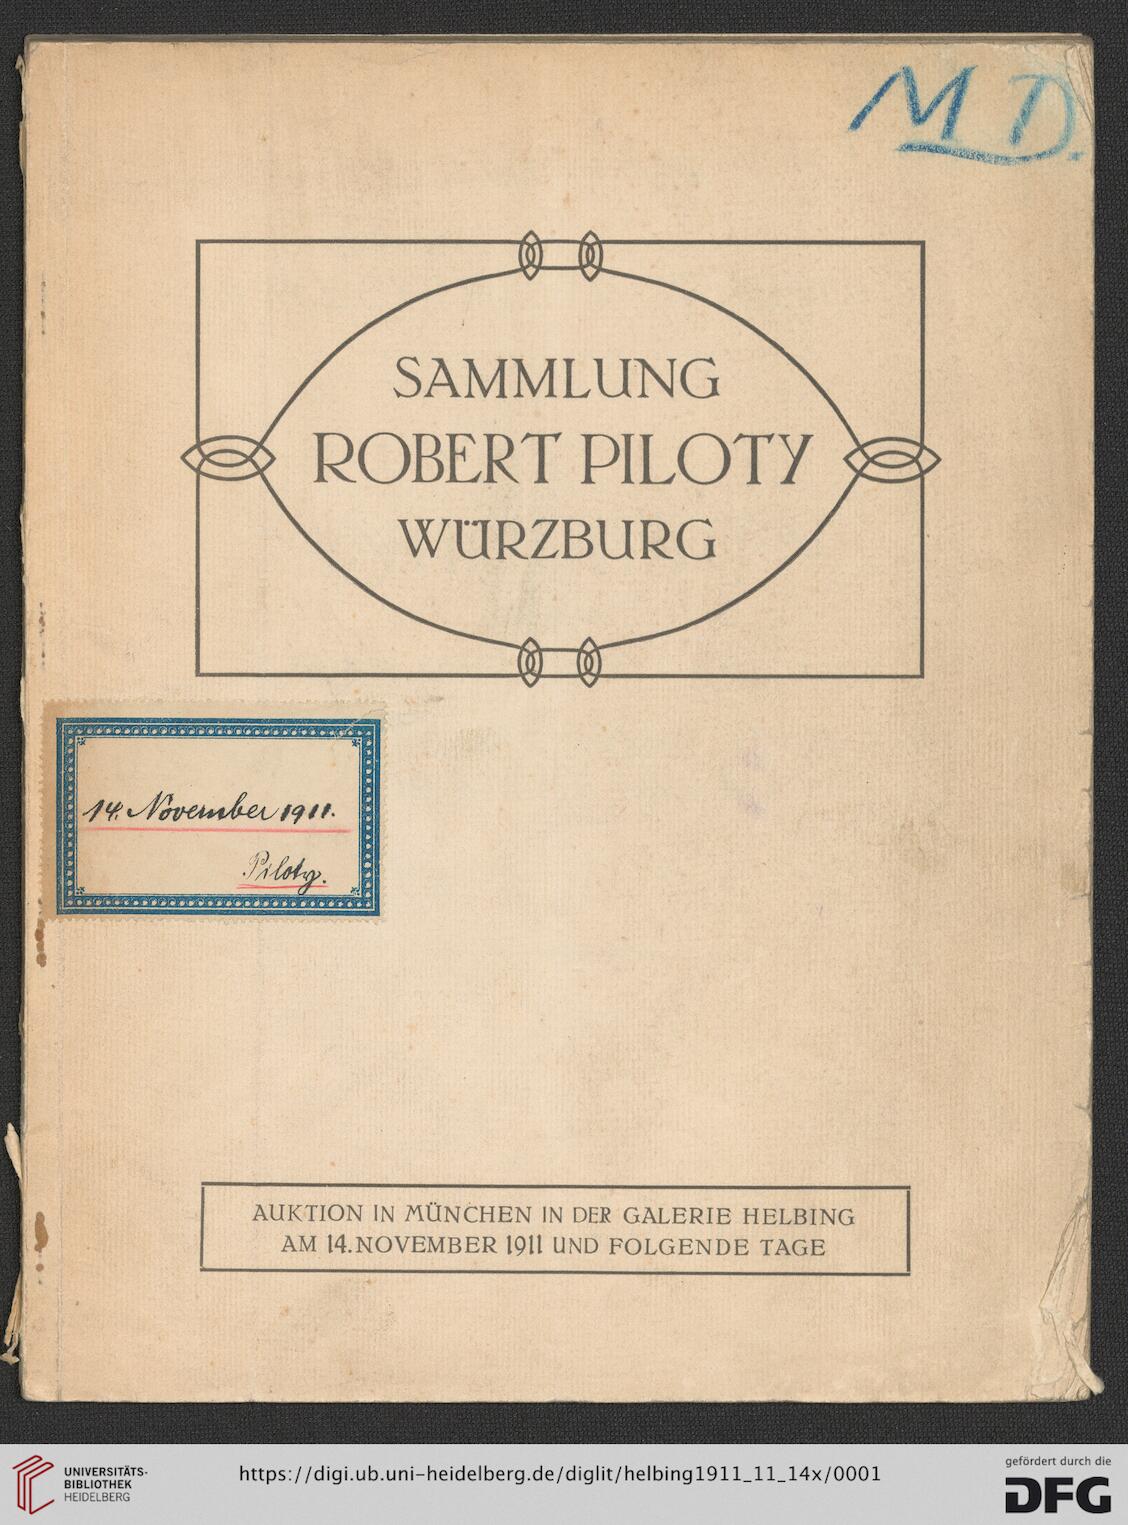 M D.
SAMMLUNG
ROBERT PILOTY
WÜRZBURG
14. November 1911.
Piloty.
AUKTION IN MÜNCHEN IN DER GALERIE HELBING
AM 14. NOVEMBER 1911 UND FOLGENDE TAGE
UNIVERSITÄTS-
BIBLIOTHEK
HEIDELBERG
https://digi.ub.uni-heidelberg.de/diglit/helbing1911_11_14x/0001
gefördert durch die
DFG